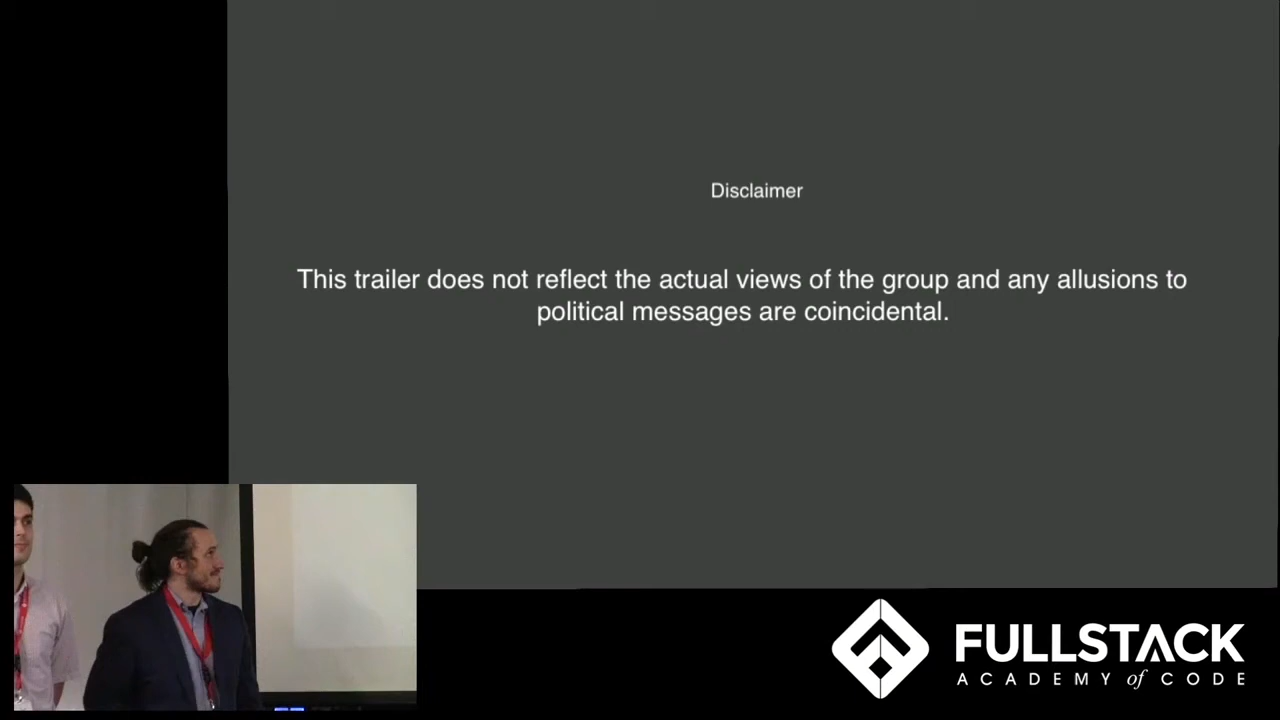 Disclaimer
This trailer does not reflect the actual views of the group and any allusions to
political messages are coincidental.
FULLSTACK
ACADEMY of CODE